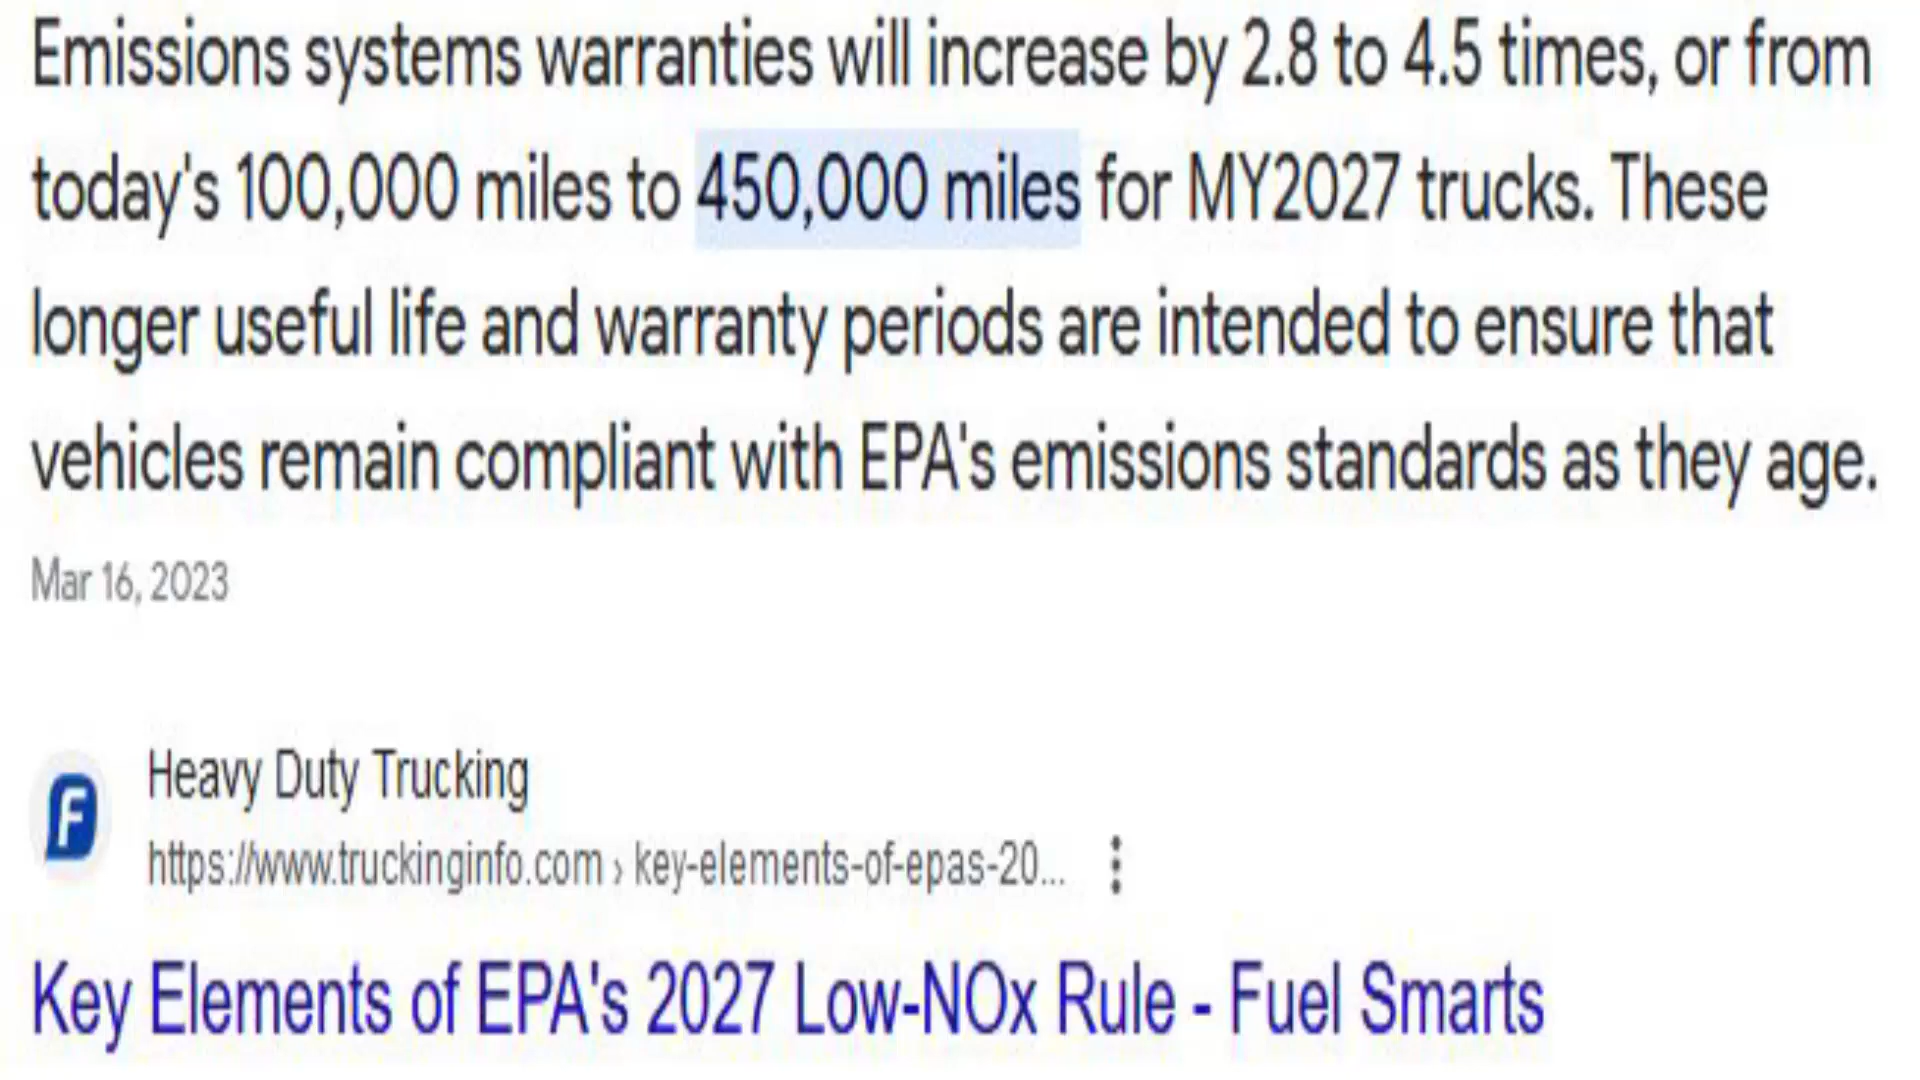 Emissions systems warranties will increase by 2.8 to 4.5 times, or from
today's 100,000 miles to 450,000 miles for MY2027 trucks. These
longer useful life and warranty periods are intended to ensure that
vehicles remain compliant with EPA's emissions standards as they age.
Mar 16, 2023
F
Heavy Duty Trucking
https://www.truckinginfo.com › key-elements-of-epas-20...
Key Elements of EPA's 2027 Low-NOx Rule - Fuel Smarts